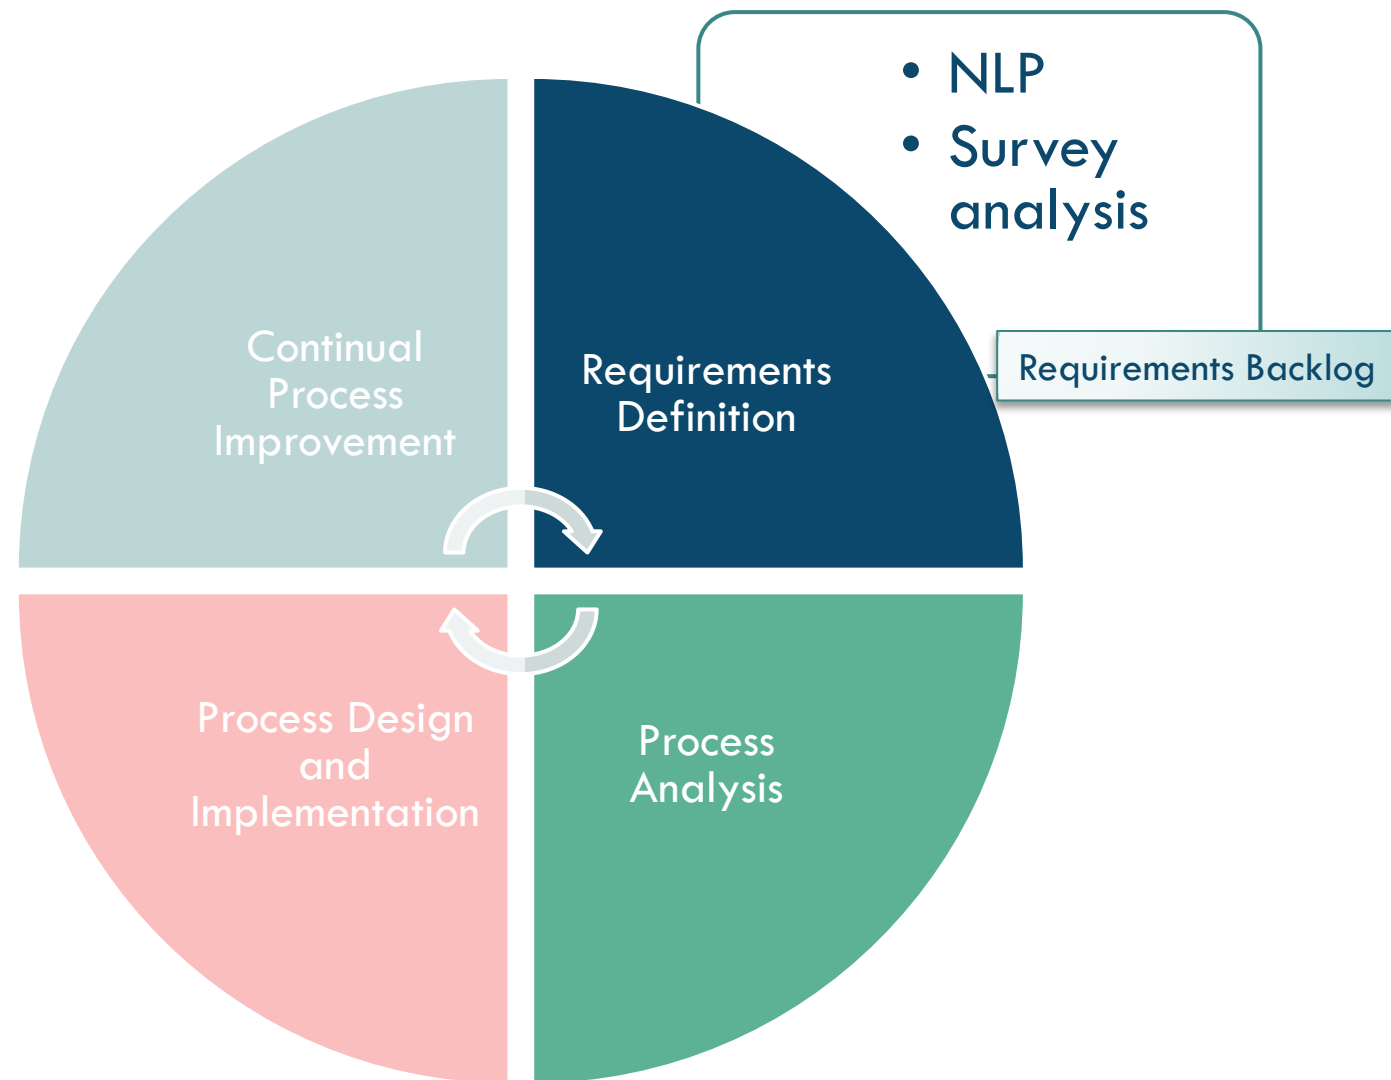 • NLP
• Survey
analysis
Requirements Backlog
Continual
Process
Improvement
Requirements
Definition
Process Design
and
Implementation
Process
Analysis